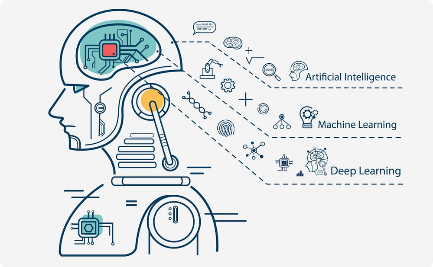 Artificial Intelligence
Machine Learning
Deep Learning